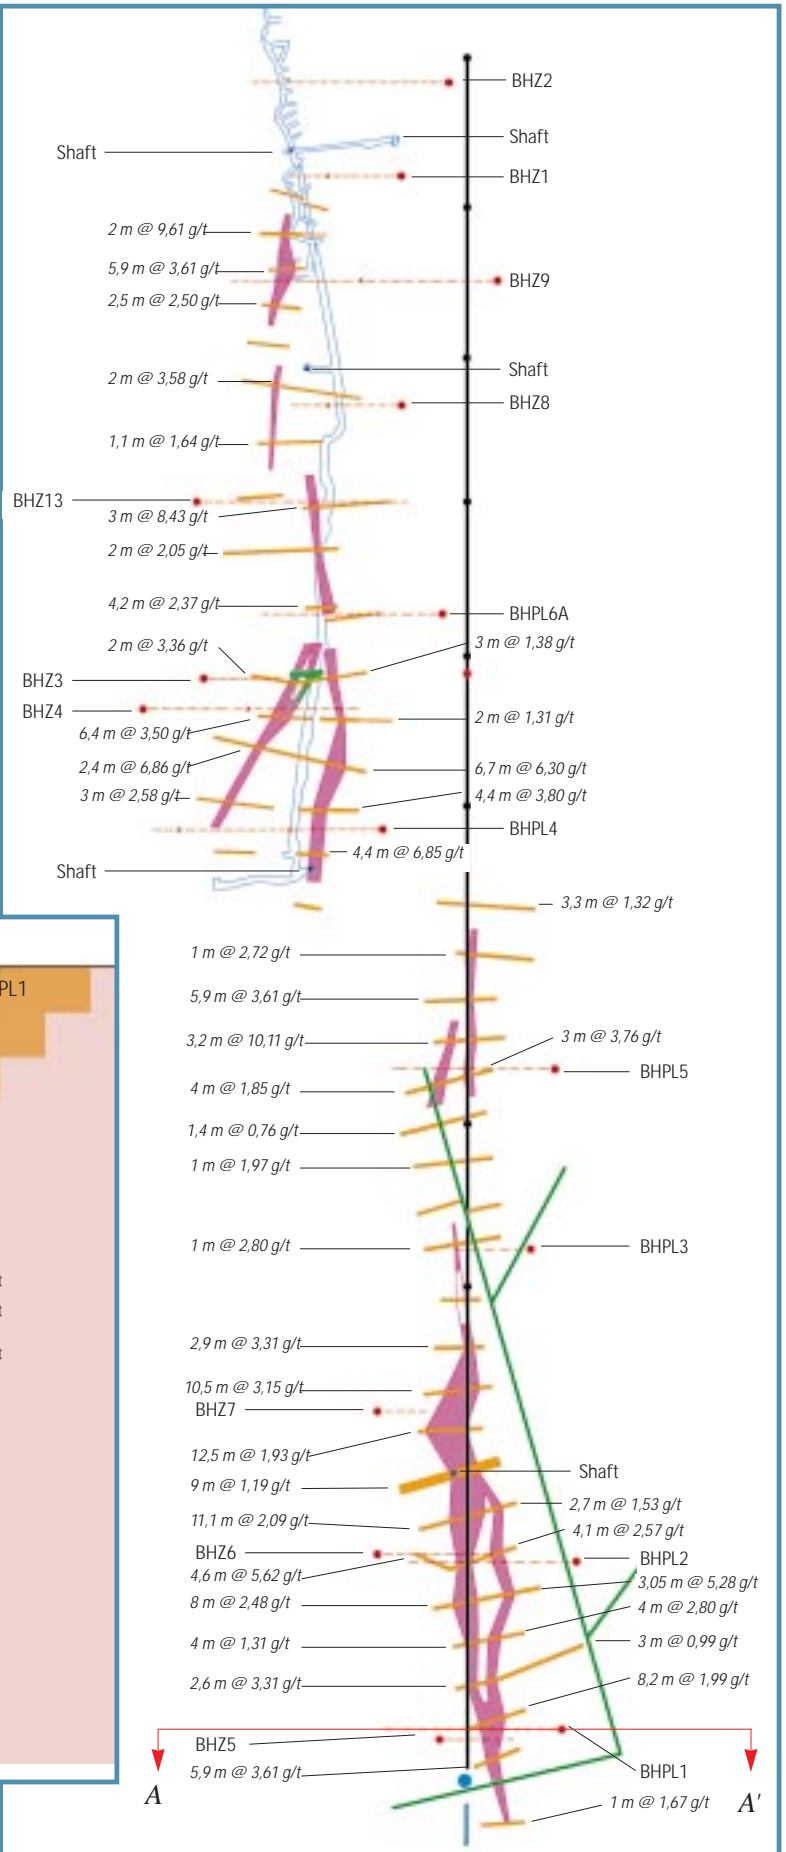 BHZ2
Shaft
Shaft
BHZ1
2 m @ 9,61 g/t
5,9 m @ 3,61 g/t
BHZ9
2,5 m @ 2,50 g/t
Shaft
2 m @ 3,58 g/t
BHZ8
1,1 m @ 1,64 g/t
BHZ13
3 m @ 8,43 g/t
2 m @ 2,05 g/t
4,2 m @ 2,37 g/t
BHPL6A
2 m @ 3,36 g/t
3 m @ 1,38 g/t
BHZ3
BHZ4
2 m @ 1,31 g/t
6,4 m @ 3,50 g/t
2,4 m @ 6,86 g/t
6,7 m @ 6,30 g/t
3 m @ 2,58 g/t
4,4 m @ 3,80 g/t
BHPL4
4,4 m @ 6,85 g/t
Shaft
3,3 m @ 1,32 g/t
1 m @ 2,72 g/t
PL1
5,9 m @ 3,61 g/t
3,2 m @ 10,11 g/t
3 m @ 3,76 g/t
BHPL5
4 m @ 1,85 g/t
1,4 m @ 0,76 g/t
1 m @ 1,97 g/t
1 m @ 2,80 g/t
BHPL3
t
t
2,9 m @ 3,31 g/t
t
10,5 m @ 3,15 g/t
BHZ7
12,5 m @ 1,93 g/t
Shaft
9 m @ 1,19 g/t
2,7 m @ 1,53 g/t
11,1 m @ 2,09 g/t
4,1 m @ 2,57 g/t
BHZ6
BHPL2
4,6 m @ 5,62 g/t
3,05 m @ 5,28 g/t
8 m @ 2,48 g/t
4 m @ 2,80 g/t
4 m @ 1,31 g/t
3 m @ 0,99 g/t
2,6 m @ 3,31 g/t
8,2 m @ 1,99 g/t
BHZ5
5,9 m @ 3,61 g/t
BHPL1
A
1 m @ 1,67 g/t
A'